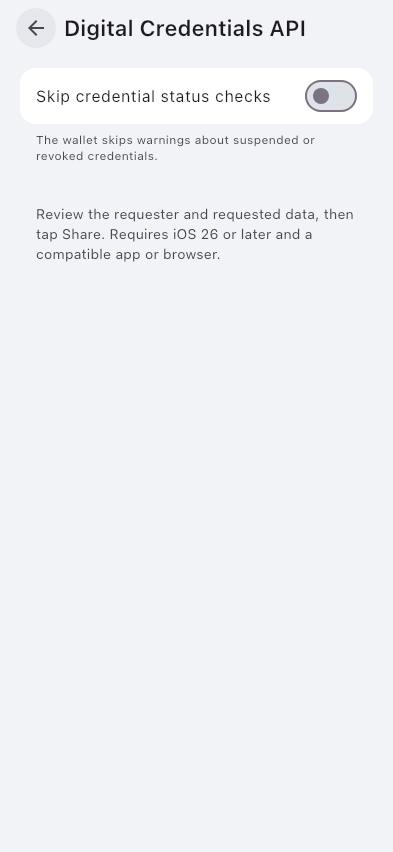 Digital Credentials API
Skip credential status checks
The wallet skips warnings about suspended or
revoked credentials.
Review the requester and requested data, then
tap Share. Requires iOS 26 or later and a
compatible app or browser.